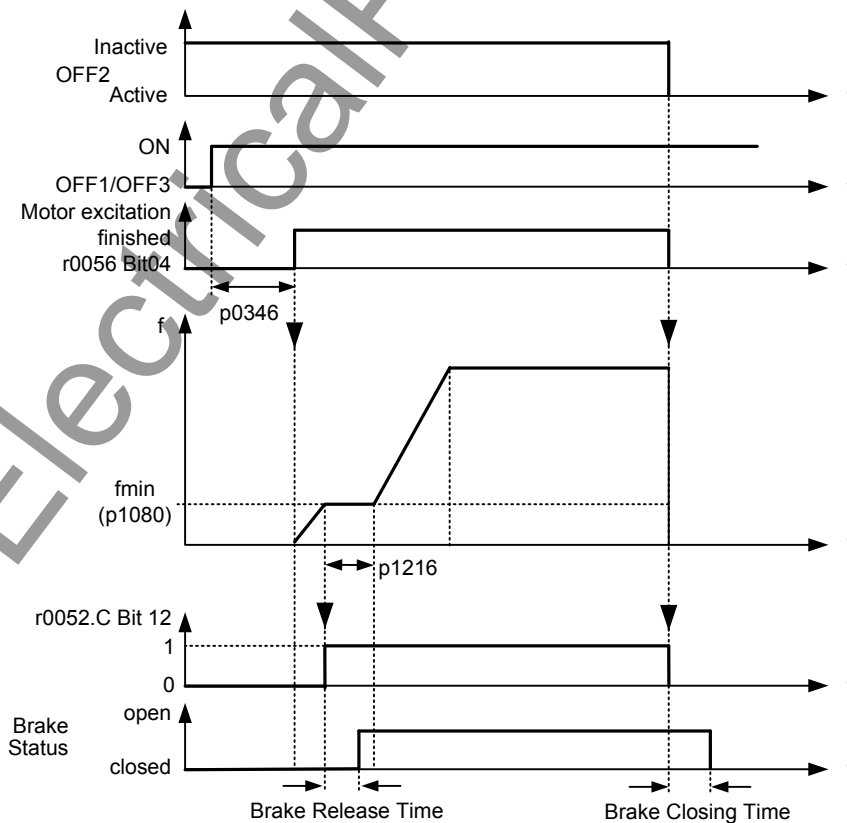 Inactive
OFF2
Active
ON
OFF1/OFF3
Motor excitation
finished
r0056 Bit04
p0346
f
fmin
(p1080)
p1216
r0052.C Bit 12
1
0
open
Brake
Status
closed
Brake Release Time
Brake Closing Time
Electrical